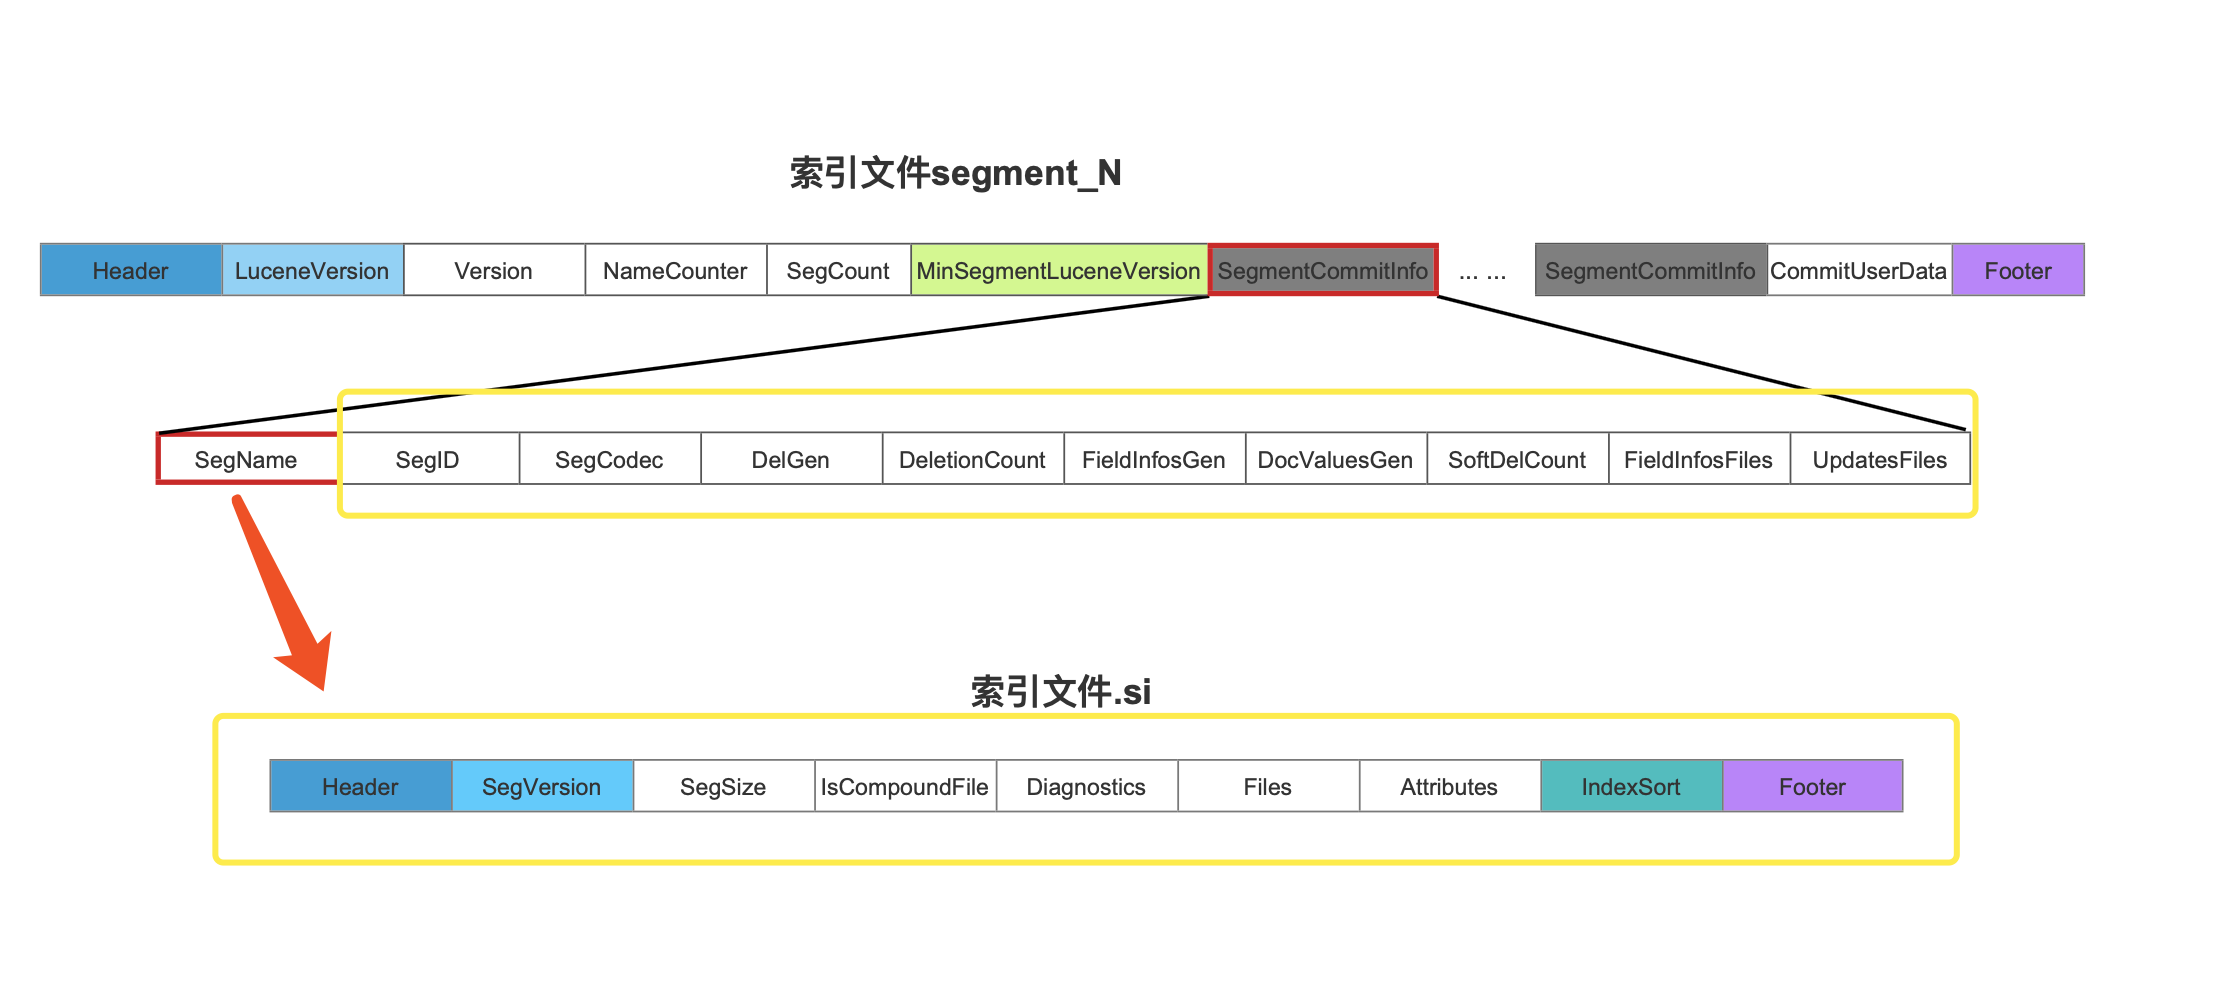 索引文件segment_N
Header LuceneVersion Version NameCounter SegCount MinSegmentLuceneVersion SegmentCommitInfo ... ... SegmentCommitInfo CommitUserData Footer
SegName SegID SegCodec DelGen DeletionCount FieldInfosGen DocValuesGen SoftDelCount FieldInfosFiles UpdatesFiles
索引文件.si
Header SegVersion SegSize IsCompoundFile Diagnostics Files Attributes IndexSort Footer